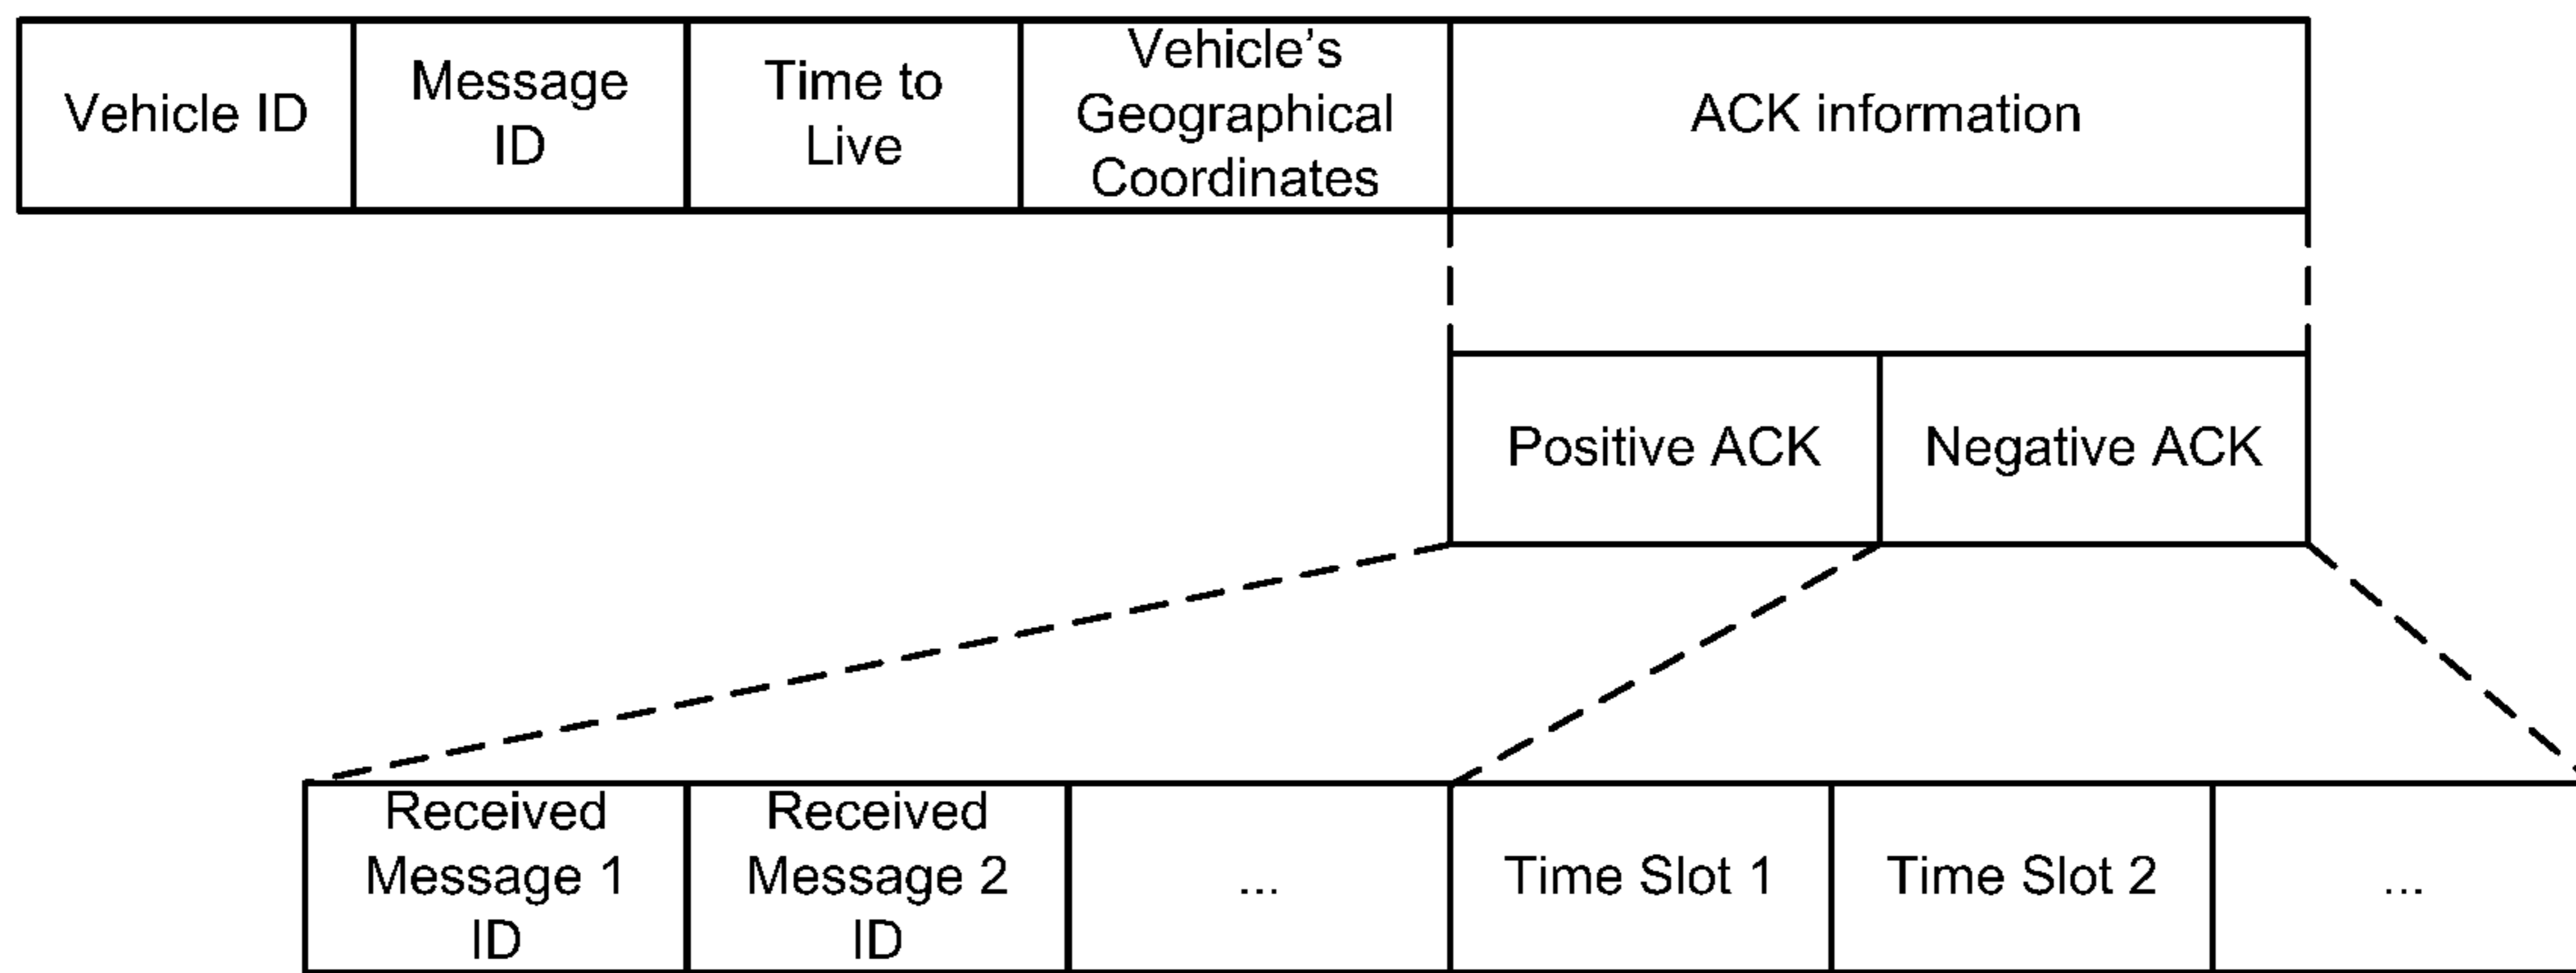 Vehicle ID
Message
ID
Time to
Live
Vehicle's
Geographical
Coordinates
ACK information
Positive ACK
Negative ACK
Received
Message 1
ID
Received
Message 2
ID
...
Time Slot 1
Time Slot 2
...